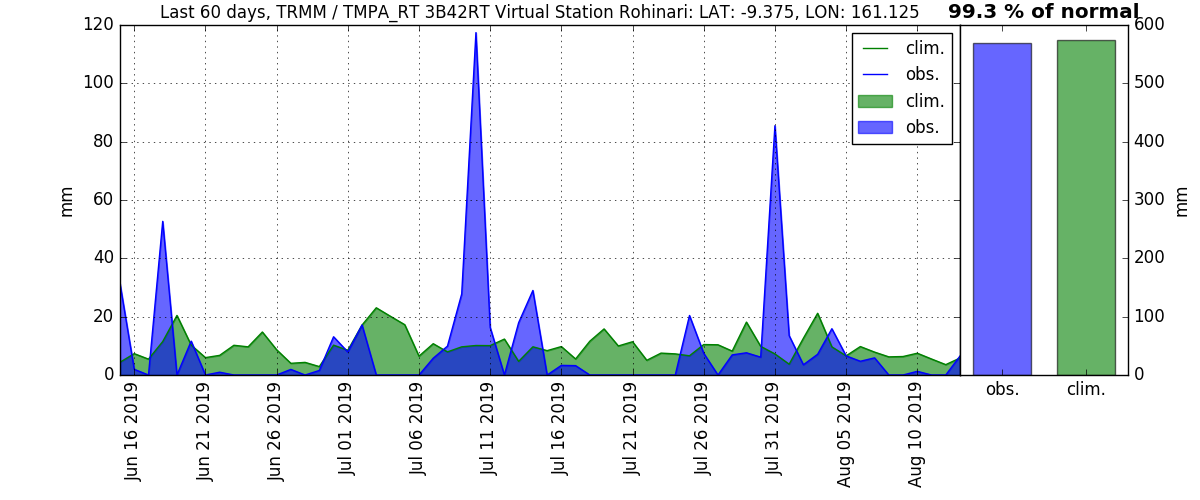 Last 60 days, TRMM / TMPA_RT 3B42RT Virtual Station Rohinari: LAT: -9.375, LON: 161.125
99.3 % of normal
120
100
80
60
40
20
0
mm
clim.
obs.
clim.
obs.
600
500
400
300
200
100
0
mm
Jun 16 2019
Jun 21 2019
Jun 26 2019
Jul 01 2019
Jul 06 2019
Jul 11 2019
Jul 16 2019
Jul 21 2019
Jul 26 2019
Jul 31 2019
Aug 05 2019
Aug 10 2019
obs.
clim.